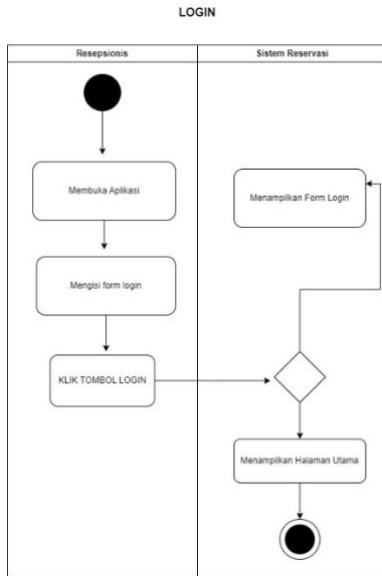 LOGIN
Resepsionis
Sistem Reservasi
Membuka Aplikasi
Menampilkan Form Login
Mengisi form login
KLIK TOMBOL LOGIN
Menampilkan Halaman Utama